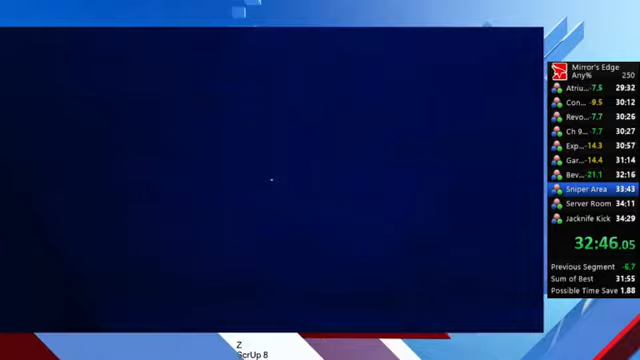 Mirror's Edge
Any% 250
Atriu... -7.5 29:32
Con... -9.5 30:12
Revo... -7.7 30:26
Ch 9... -7.7 30:27
Exp... -14.3 30:57
Gar... -14.4 31:14
Bev... -21.1 32:16
Sniper Area 33:43
Server Room 34:11
Jacknife Kick 34:29
32:46.05
Previous Segment -6.7
Sum of Best 31:55
Possible Time Save 1.88
Z
ScrUp 8